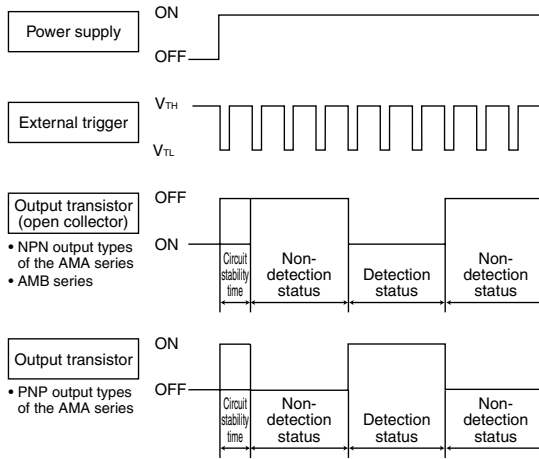 Power supply
ON
OFF
External trigger
VTH
VTL
Output transistor
(open collector)
• NPN output types
of the AMA series
• AMB series
OFF
ON
Circuit
stability
time
Non-
detection
status
Detection
status
Non-
detection
status
Output transistor
• PNP output types
of the AMA series
ON
OFF
Circuit
stability
time
Non-
detection
status
Detection
status
Non-
detection
status